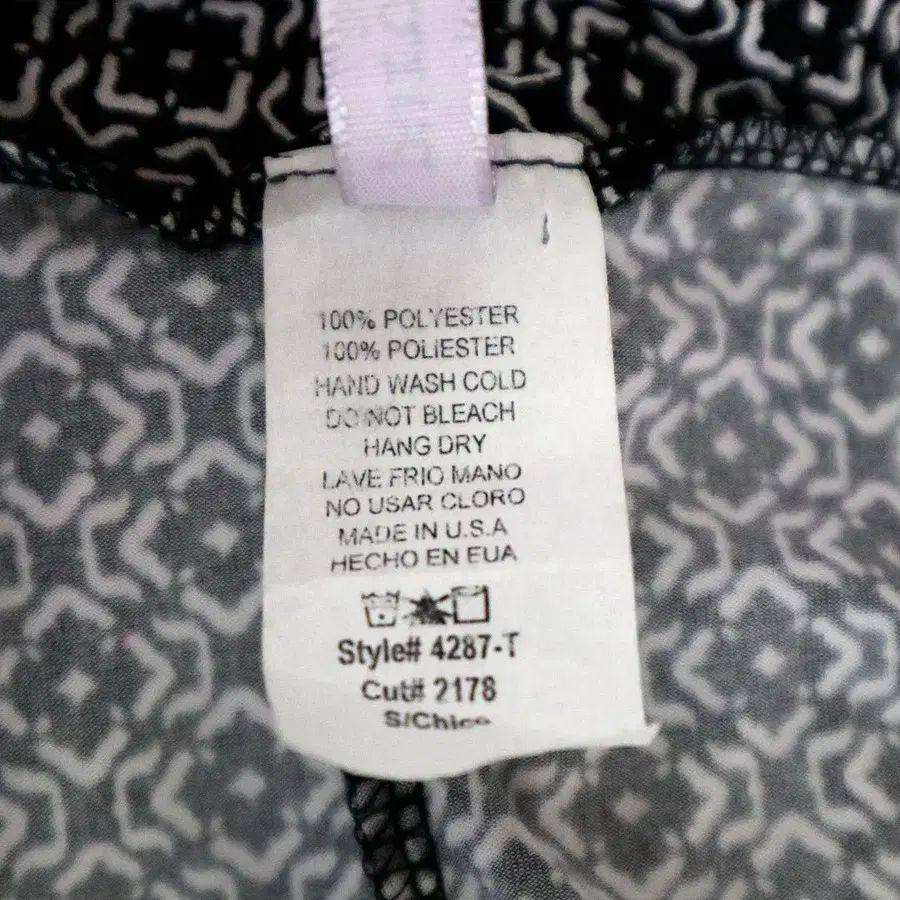 100% POLYESTER
100% POLIESTER
HAND WASH COLD
DO NOT BLEACH
HANG DRY
LAVE FRIO MANO
NO USAR CLORO
MADE IN U.S.A
HECHO EN EUA
Style# 4287-T
Cut# 2178
S/Chico